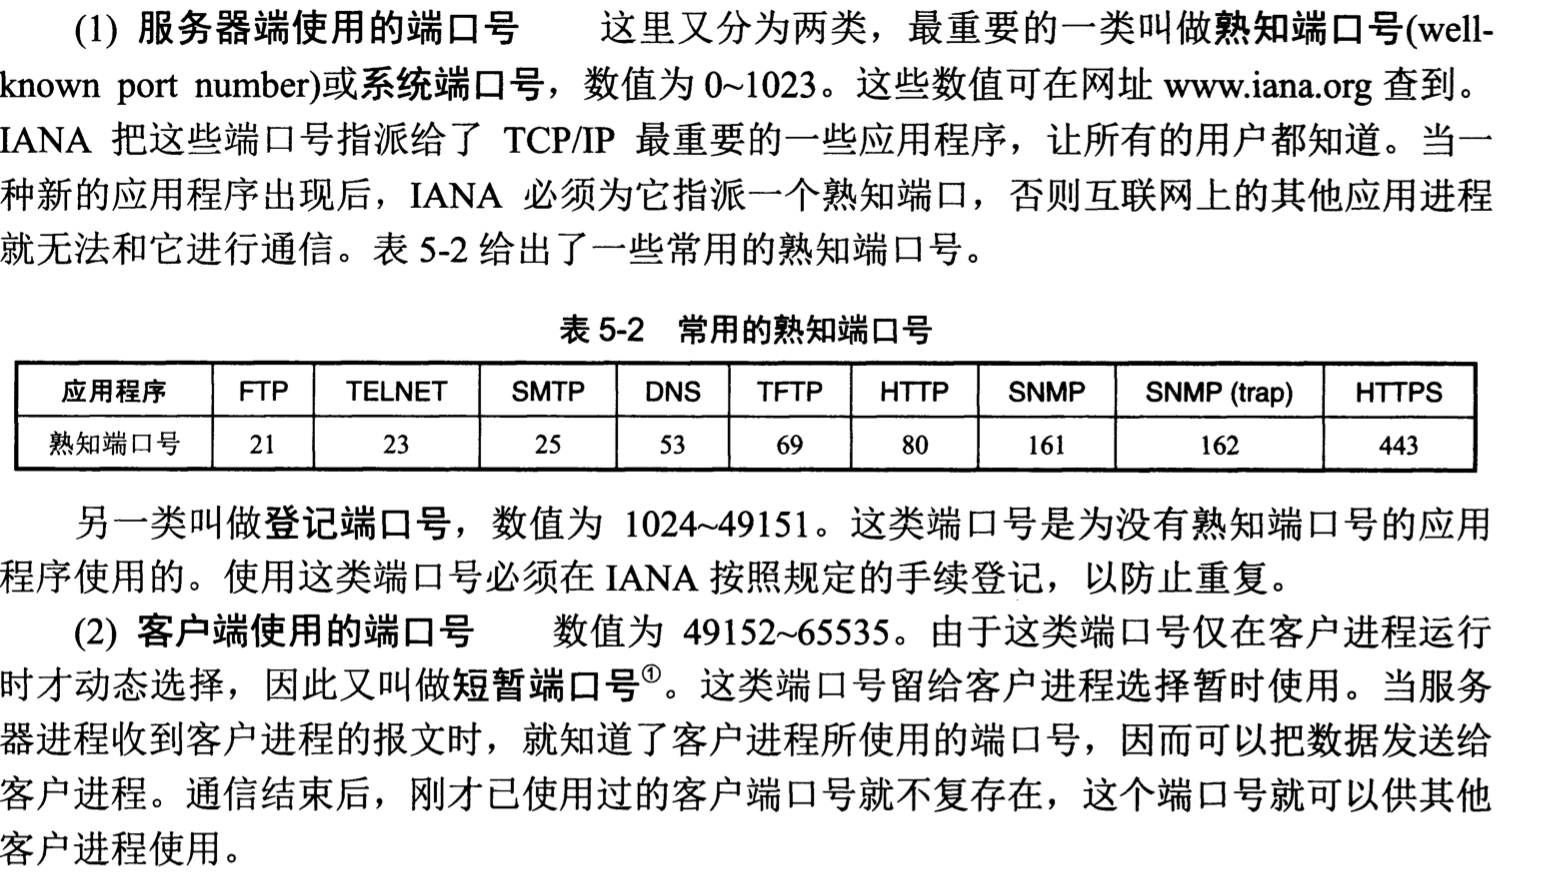 (1) 服务器端使用的端口号 这里又分为两类，最重要的一类叫做熟知端口号(well-
known port number)或系统端口号，数值为 0~1023。这些数值可在网址 www.iana.org 查到。
IANA 把这些端口号指派给了 TCP/IP 最重要的一些应用程序，让所有的用户都知道。当一
种新的应用程序出现后，IANA 必须为它指派一个熟知端口，否则互联网上的其他应用进程
就无法和它进行通信。表 5-2 给出了一些常用的熟知端口号。
表 5-2 常用的熟知端口号
应用程序 FTP TELNET SMTP DNS TFTP HTTP SNMP SNMP (trap) HTTPS
熟知端口号 21 23 25 53 69 80 161 162 443
另一类叫做登记端口号，数值为 1024~49151。这类端口号是为没有熟知端口号的应用
程序使用的。使用这类端口号必须在 IANA 按照规定的手续登记，以防止重复。
(2) 客户端使用的端口号 数值为 49152~65535。由于这类端口号仅在客户进程运行
时才动态选择，因此又叫做短暂端口号①。这类端口号留给客户进程选择暂时使用。当服务
器进程收到客户进程的报文时，就知道了客户进程所使用的端口号，因而可以把数据发送给
客户进程。通信结束后，刚才已使用过的客户端口号就不复存在，这个端口号就可以供其他
客户进程使用。